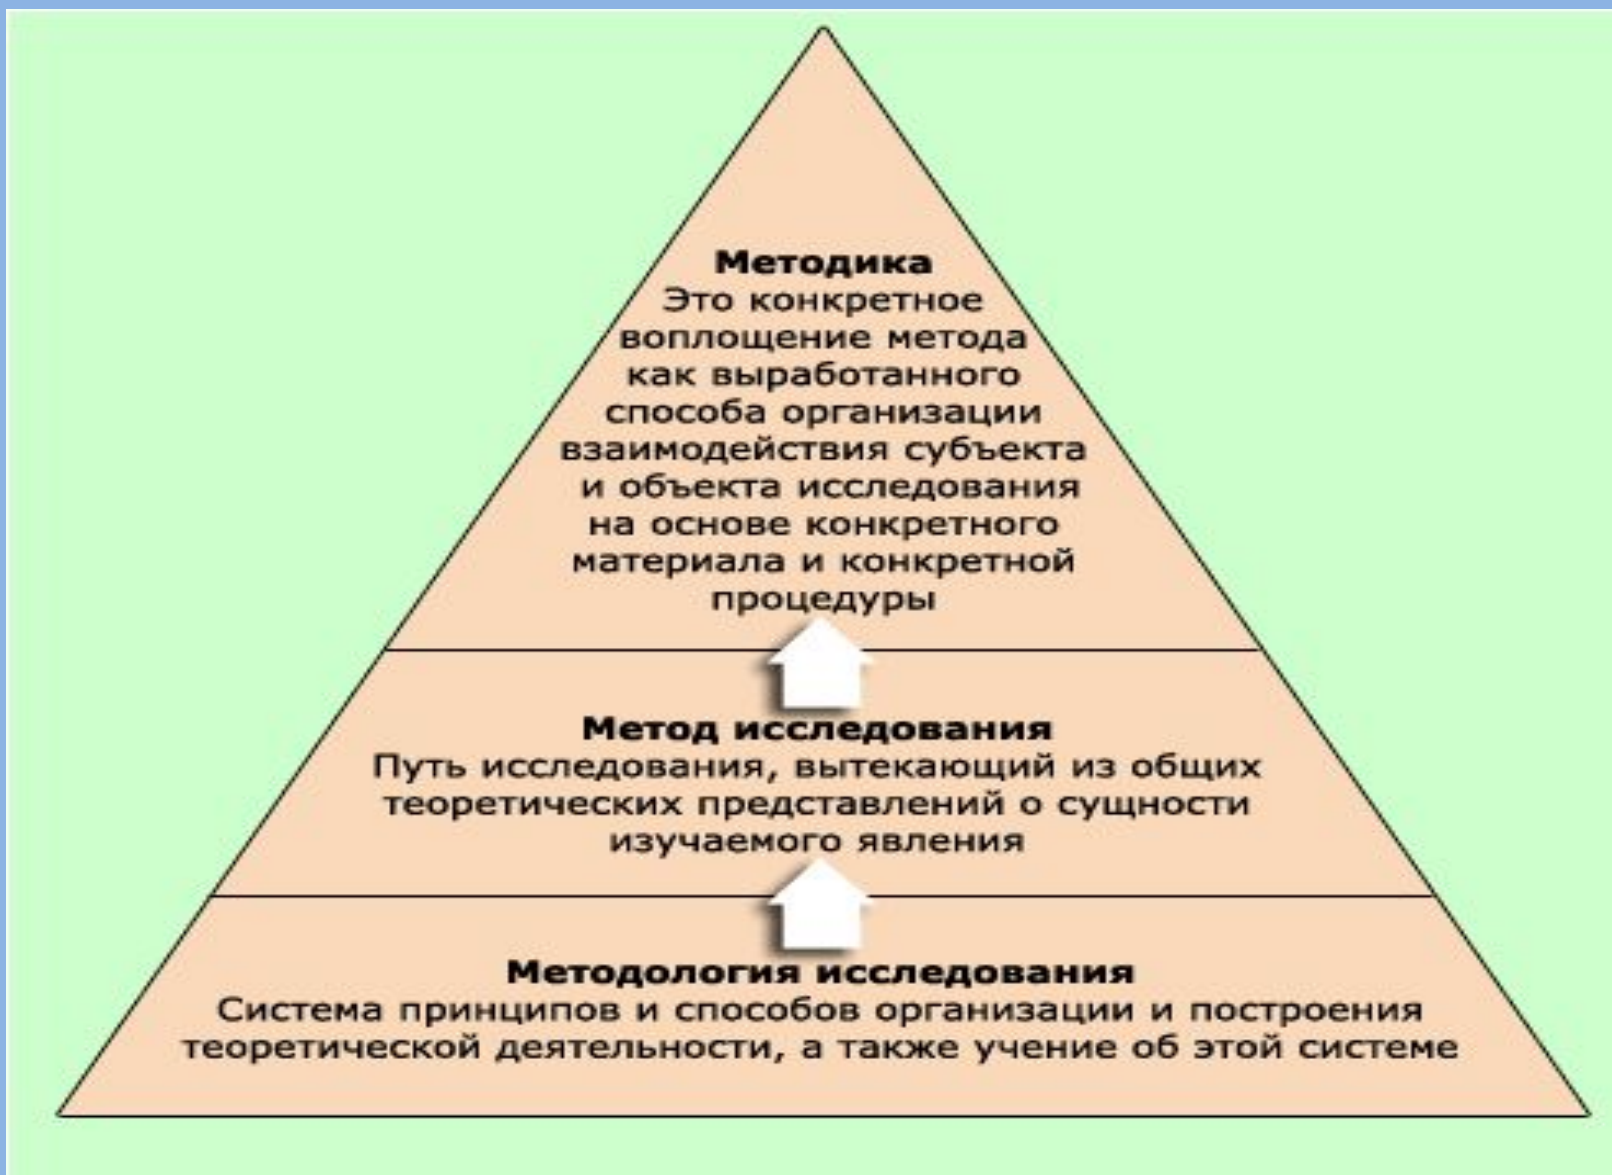 Методика
Это конкретное
воплощение метода
как выработанного
способа организации
взаимодействия субъекта
и объекта исследования
на основе конкретного
материала и конкретной
процедуры
Метод исследования
Путь исследования, вытекающий из общих
теоретических представлений о сущности
изучаемого явления
Методология исследования
Система принципов и способов организации и построения
теоретической деятельности, а также учение об этой системе